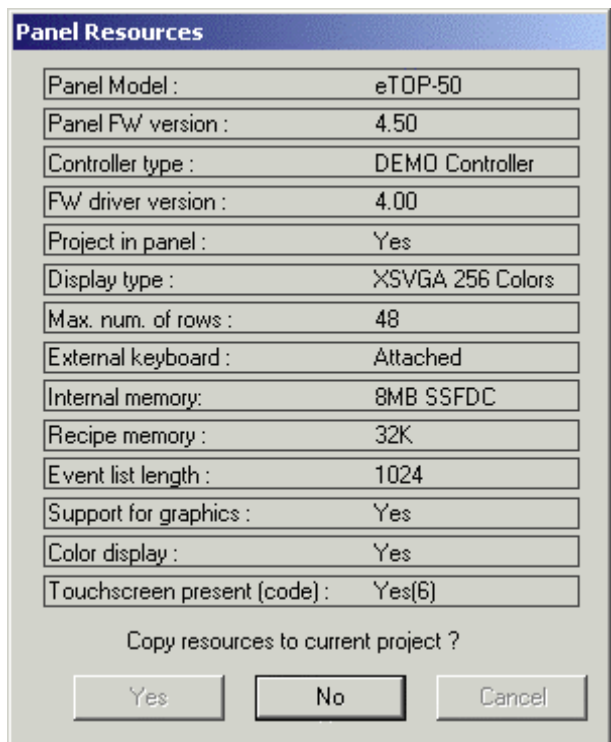 Panel Resources
Panel Model : eTOP-50
Panel FW version : 4.50
Controller type : DEMO Controller
FW driver version : 4.00
Project in panel : Yes
Display type : XSVGA 256 Colors
Max. num. of rows : 48
External keyboard : Attached
Internal memory: 8MB SSFDC
Recipe memory : 32K
Event list length : 1024
Support for graphics : Yes
Color display : Yes
Touchscreen present (code) : Yes(6)
Copy resources to current project ?
Yes No Cancel